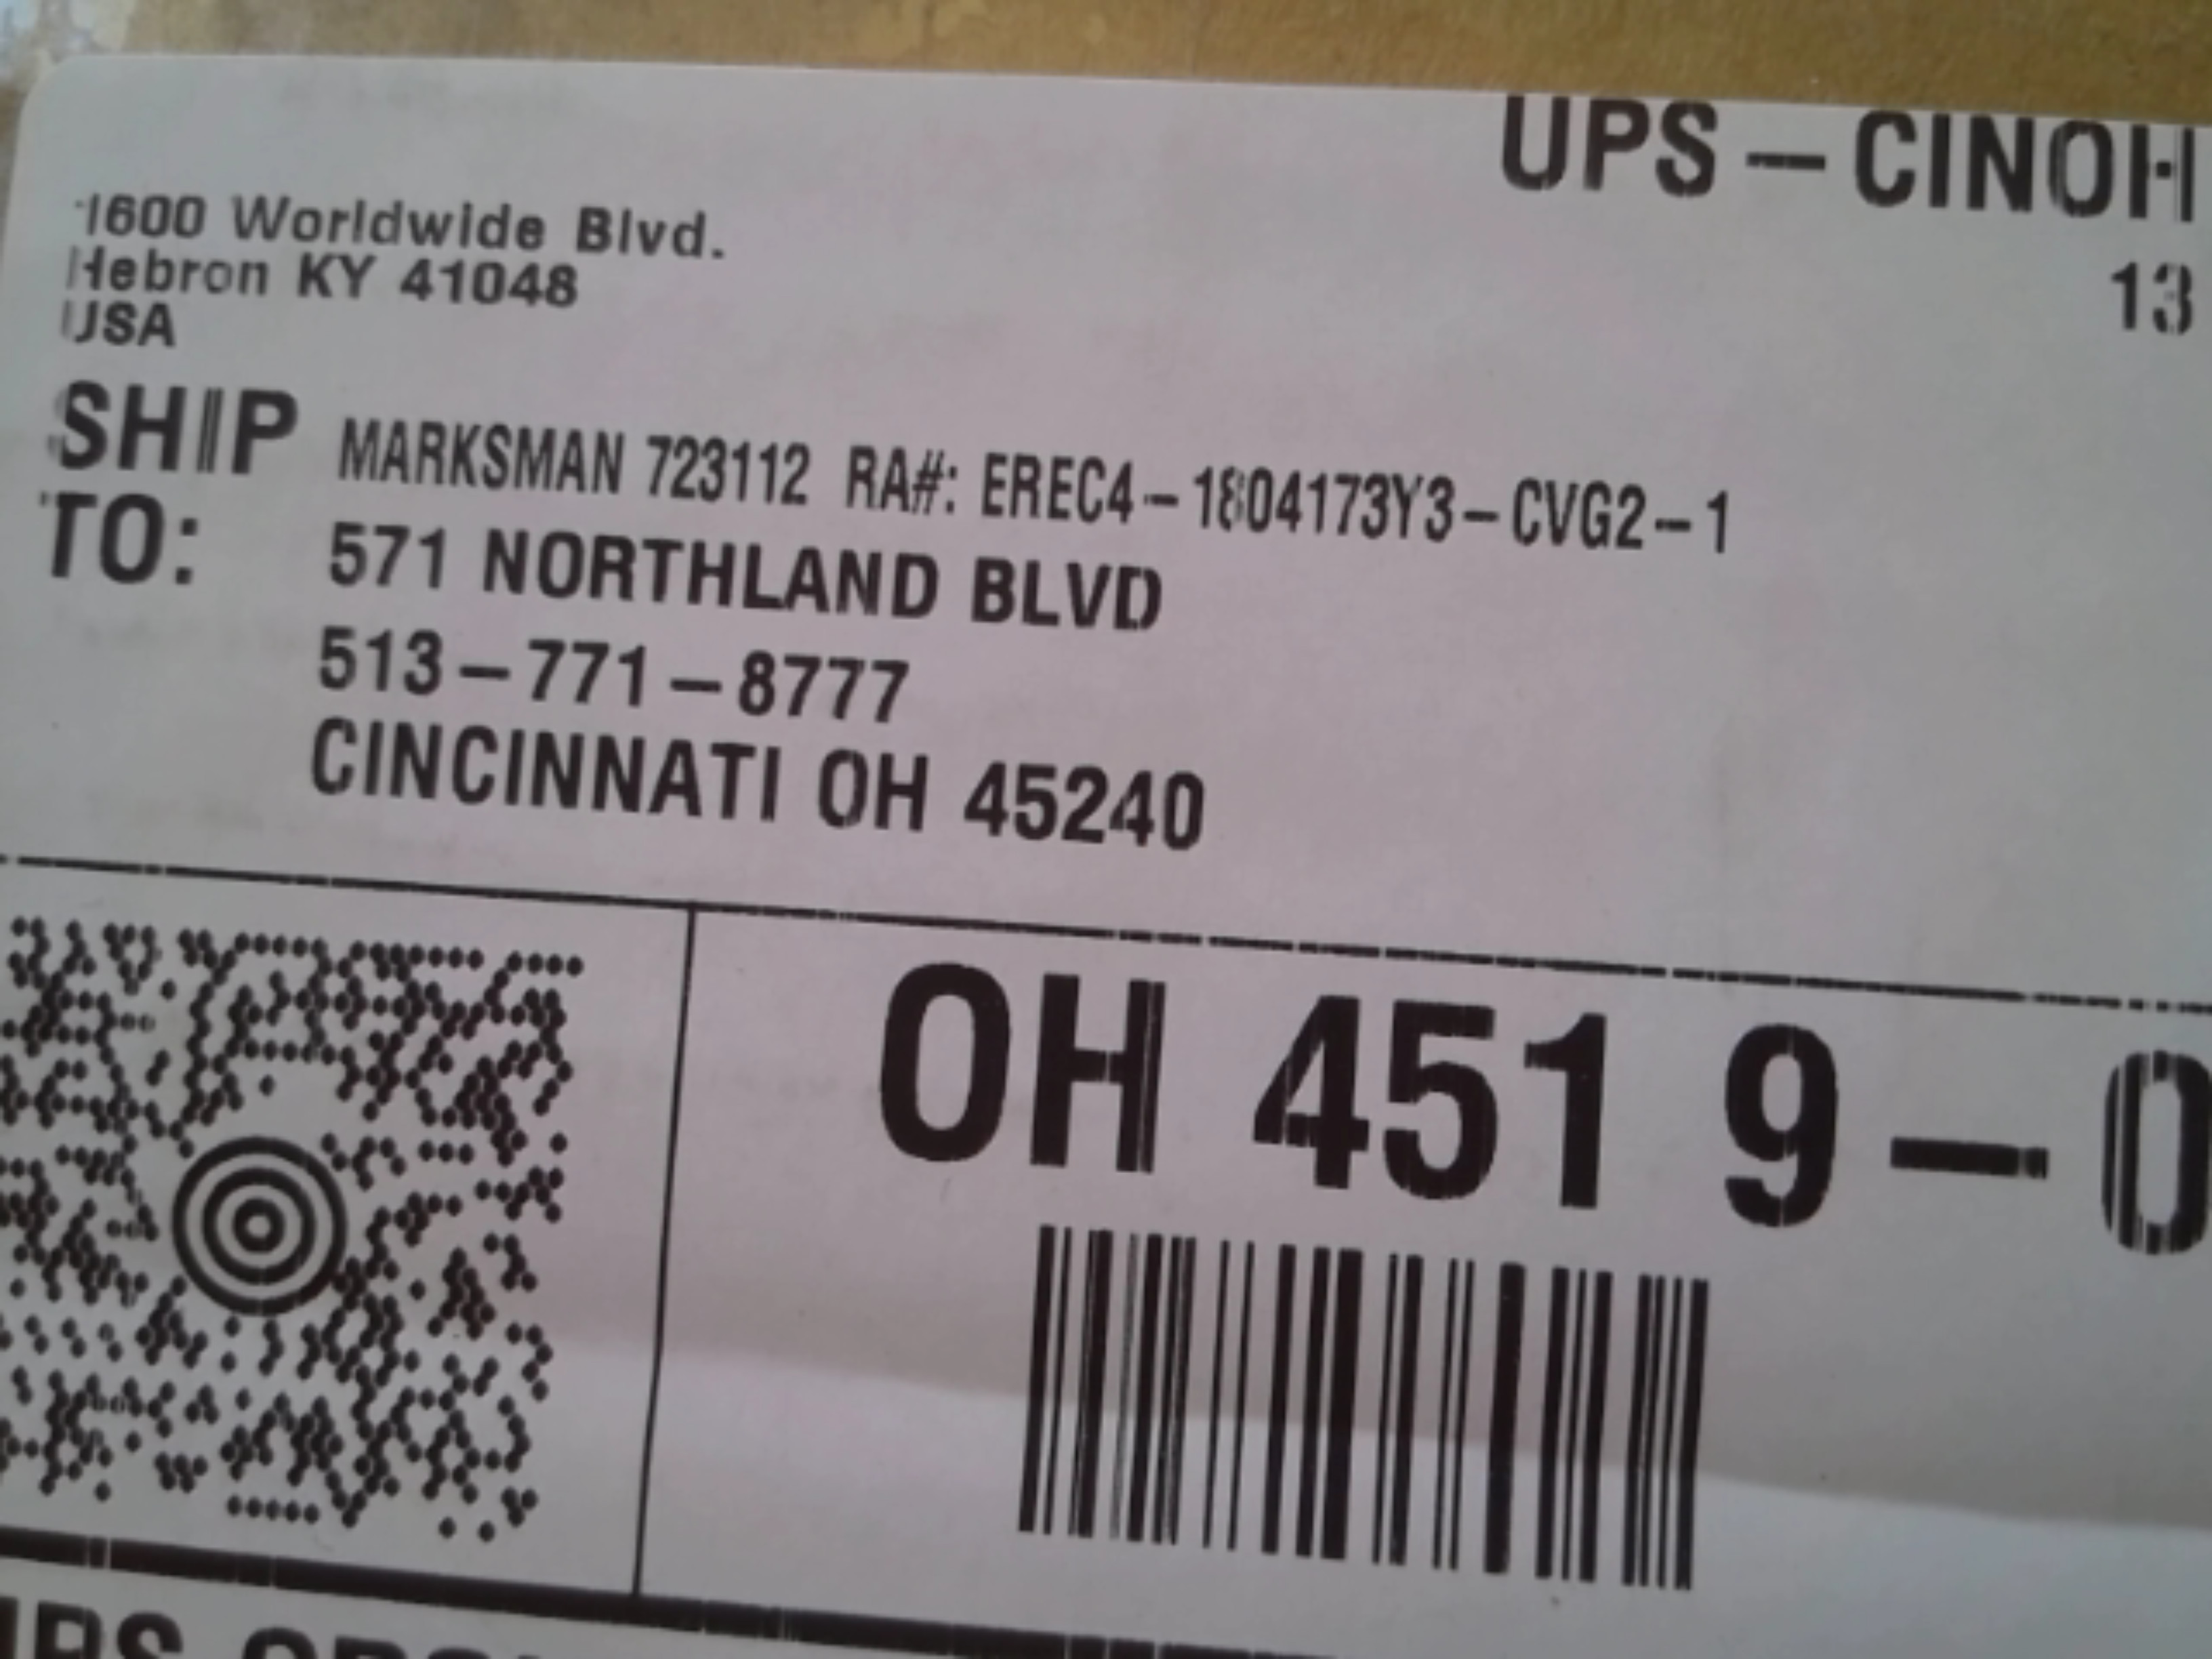 UPS - CINOH
13
1600 Worldwide Blvd.
Hebron KY 41048
USA
SHIP TO:
MARKSMAN 723112 RA#: EREC4-1804173Y3-CVG2-1
571 NORTHLAND BLVD
513-771-8777
CINCINNATI OH 45240
OH 451 9-0
UPS